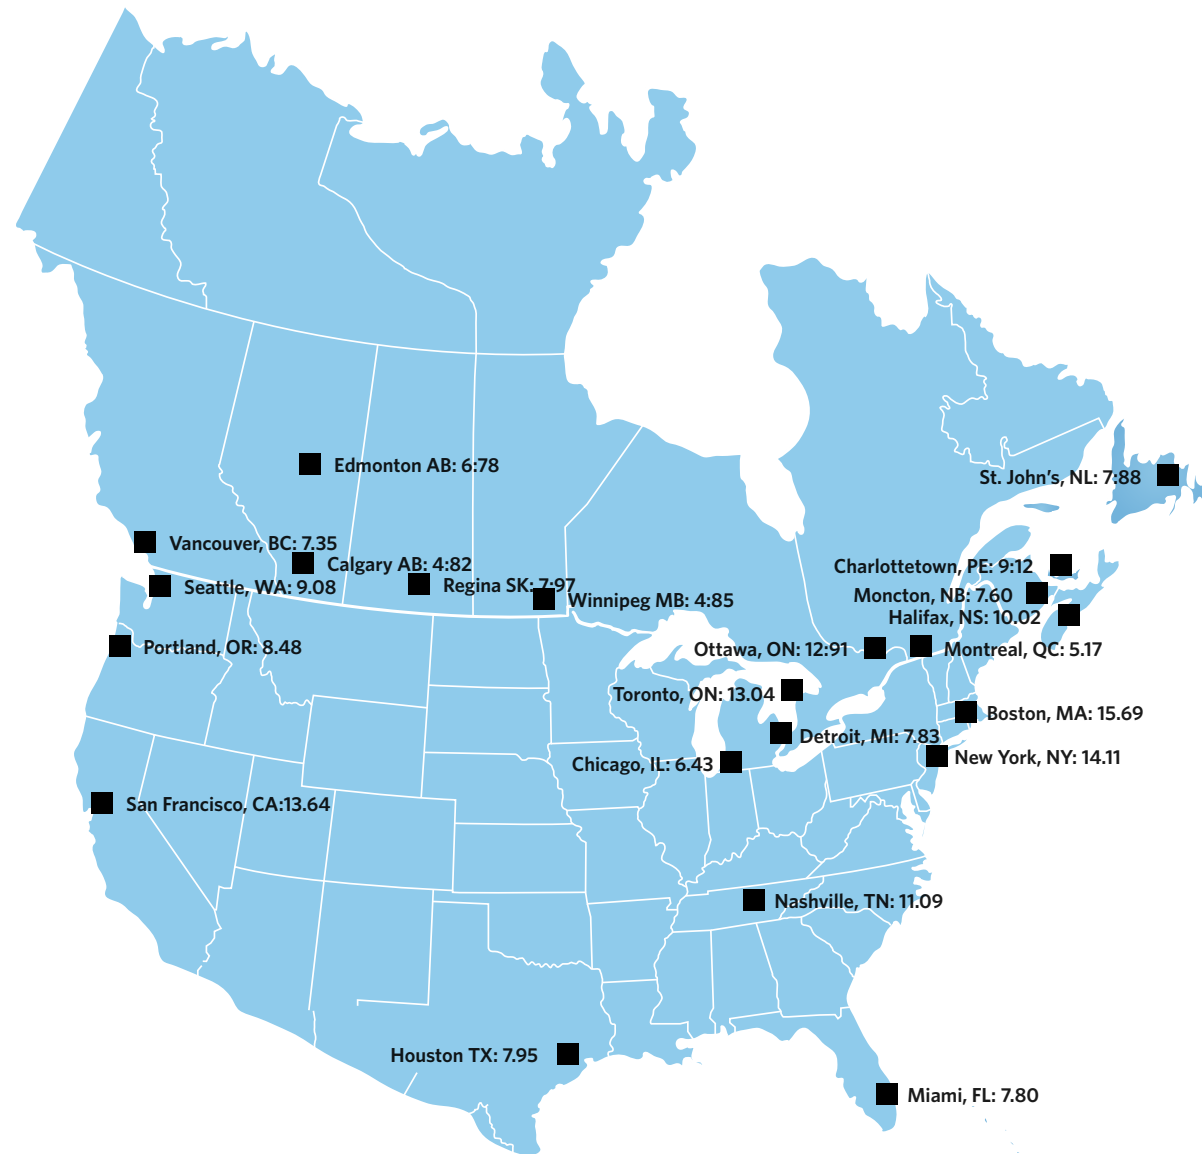 Edmonton AB: 6:78
St. John's, NL: 7:88
Vancouver, BC: 7.35
Calgary AB: 4:82
Charlottetown, PE: 9:12
Seattle, WA: 9.08
Regina SK: 7:97
Moncton, NB: 7.60
Winnipeg MB: 4:85
Halifax, NS: 10.02
Portland, OR: 8.48
Ottawa, ON: 12:91
Montreal, QC: 5.17
Toronto, ON: 13.04
Boston, MA: 15.69
Detroit, MI: 7.83
New York, NY: 14.11
Chicago, IL: 6.43
San Francisco, CA:13.64
Nashville, TN: 11.09
Houston TX: 7.95
Miami, FL: 7.80